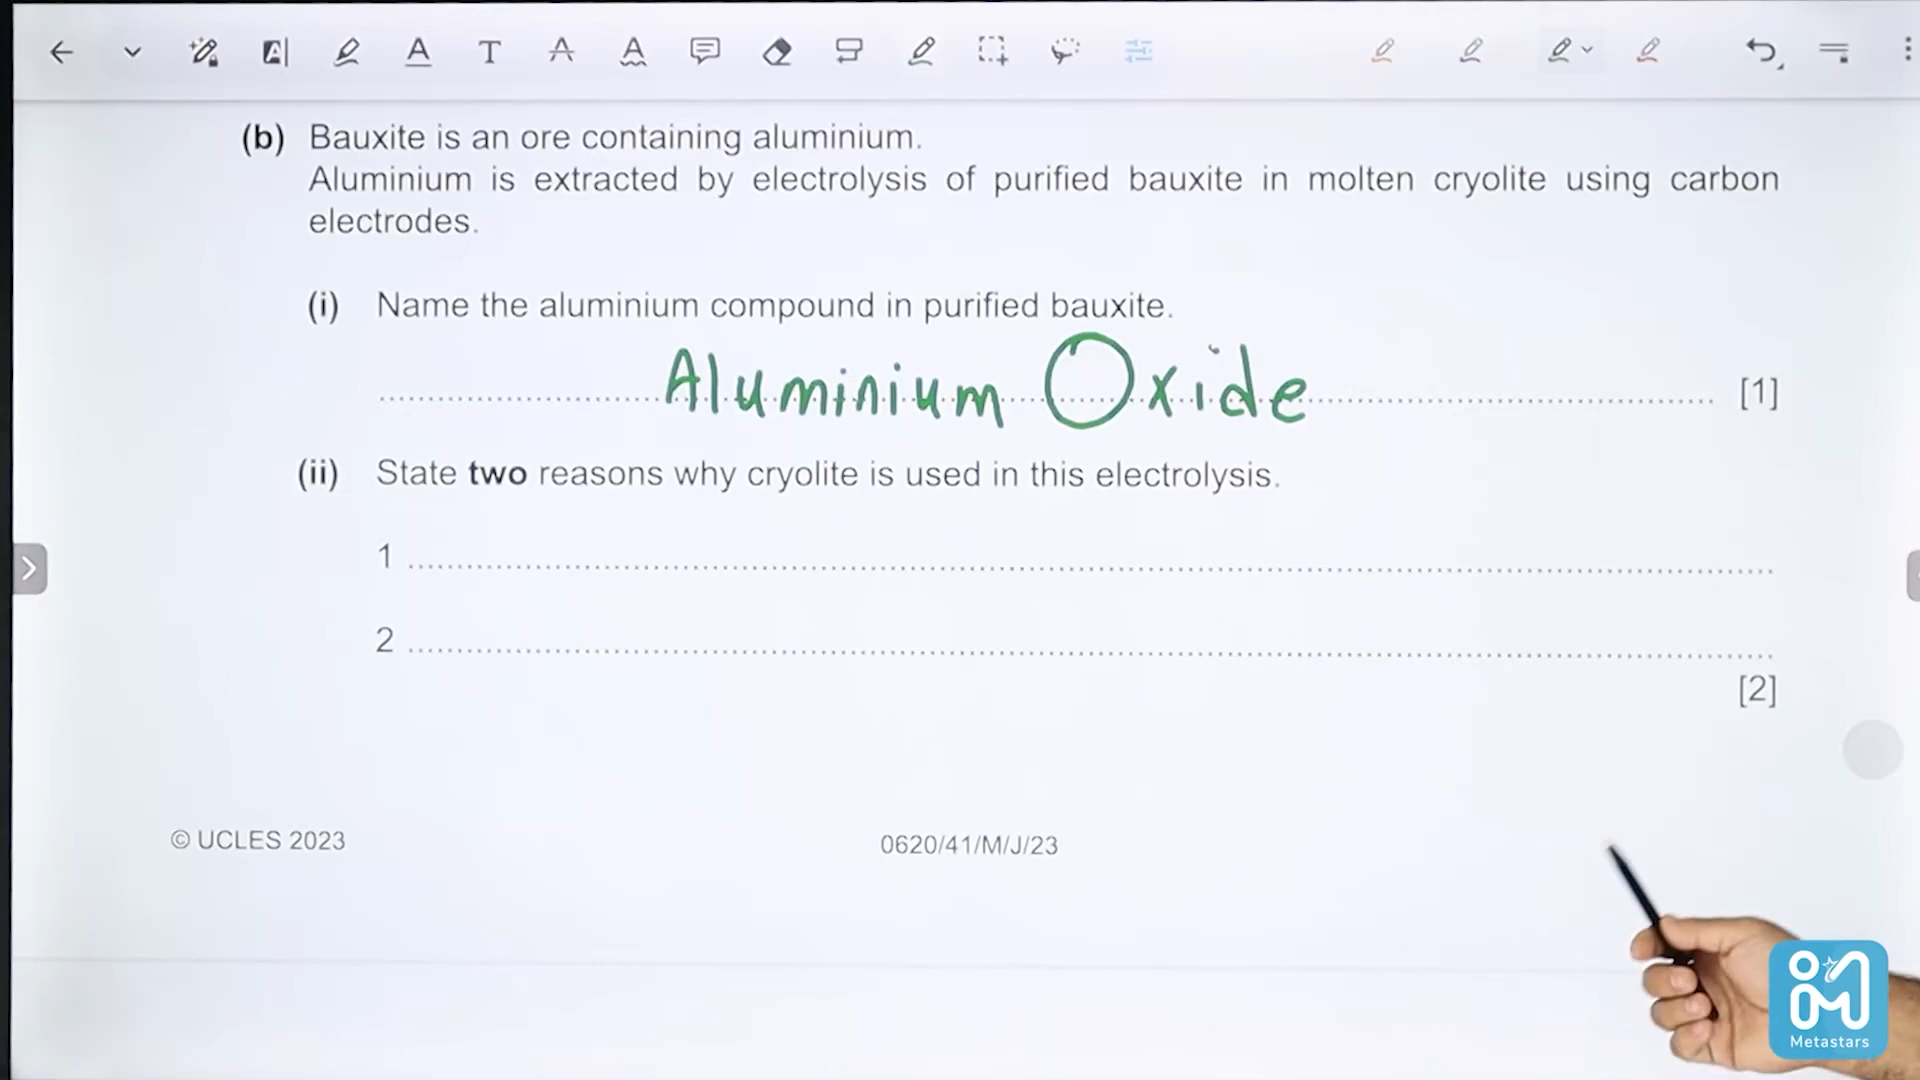 (b) Bauxite is an ore containing aluminium.
Aluminium is extracted by electrolysis of purified bauxite in molten cryolite using carbon
electrodes.
(i) Name the aluminium compound in purified bauxite.
Aluminium Oxide [1]
(ii) State two reasons why cryolite is used in this electrolysis.
1
2
[2]
© UCLES 2023
0620/41/M/J/23
Metastars